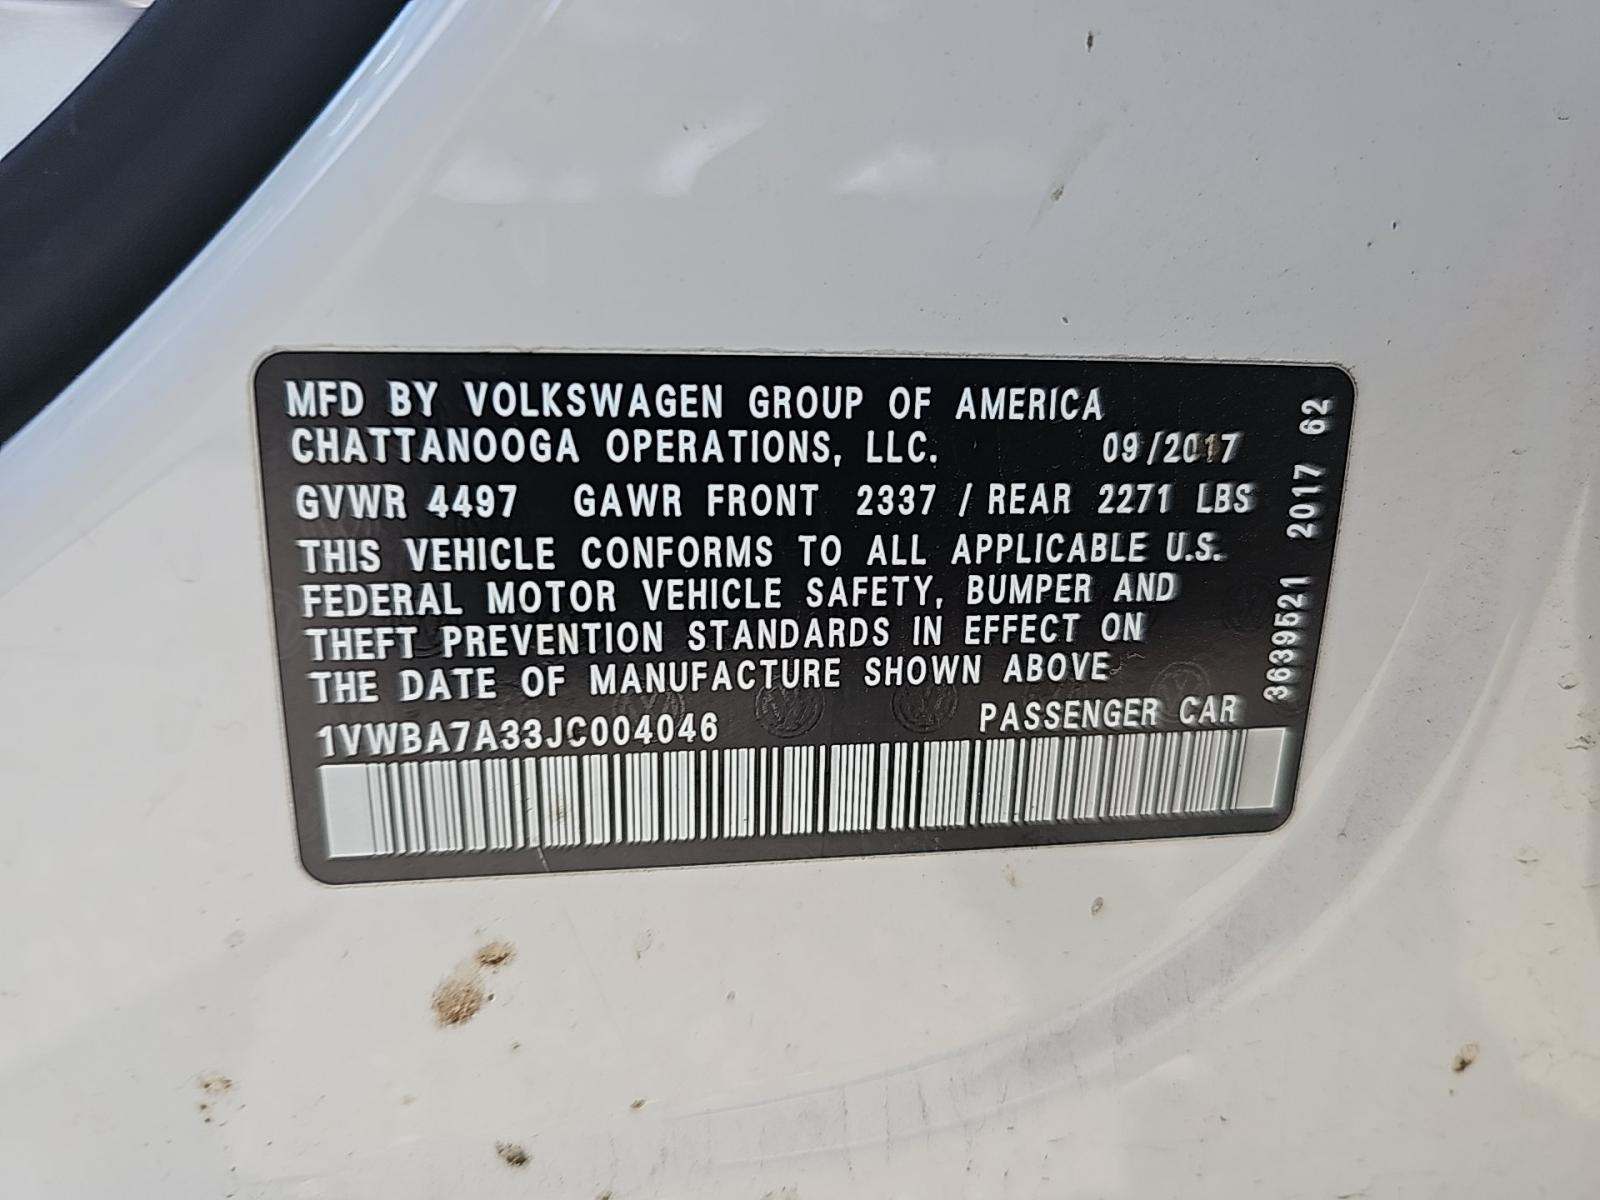 MFD BY VOLKSWAGEN GROUP OF AMERICA
CHATTANOOGA OPERATIONS, LLC. 09/2017
GVWR 4497 GAWR FRONT 2337 / REAR 2271 LBS
THIS VEHICLE CONFORMS TO ALL APPLICABLE U.S.
FEDERAL MOTOR VEHICLE SAFETY, BUMPER AND
THEFT PREVENTION STANDARDS IN EFFECT ON
THE DATE OF MANUFACTURE SHOWN ABOVE
1VWBA7A33JC004046 PASSENGER CAR
3639521 2017 62